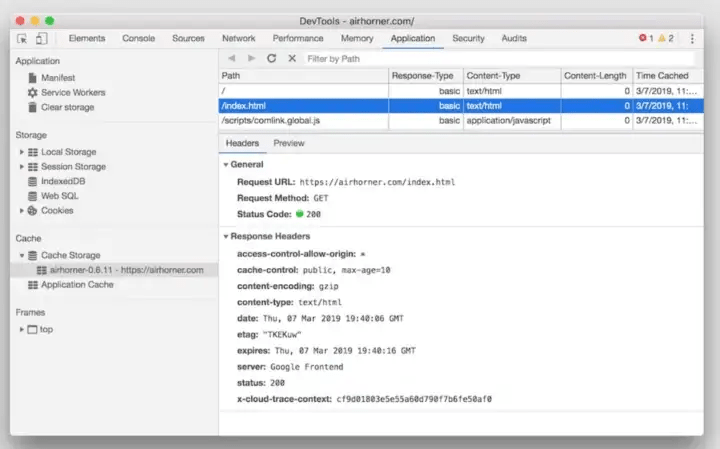 DevTools - airhorner.com/
Elements Console Sources Network Performance Memory Application Security Audits 1 2
Application
Manifest
Service Workers
Clear storage
Storage
Local Storage
Session Storage
IndexedDB
Web SQL
Cookies
Cache
Cache Storage
airhorner-0.6.11 - https://airhorner.com
Application Cache
Frames
top
Filter by Path
Path Response-Type Content-Type Content-Length Time Cached
/ basic text/html 0 3/7/2019, 11:...
/index.html basic text/html 0 3/7/2019, 11:
/scripts/comlink.global.js basic application/javascript 0 3/7/2019, 11:...
Headers Preview
General
Request URL: https://airhorner.com/index.html
Request Method: GET
Status Code: 200
Response Headers
access-control-allow-origin: *
cache-control: public, max-age=10
content-encoding: gzip
content-type: text/html
date: Thu, 07 Mar 2019 19:40:06 GMT
etag: "TKEKuw"
expires: Thu, 07 Mar 2019 19:40:16 GMT
server: Google Frontend
status: 200
x-cloud-trace-context: cf9d01803e5e55a60d790f7b6fe50af0